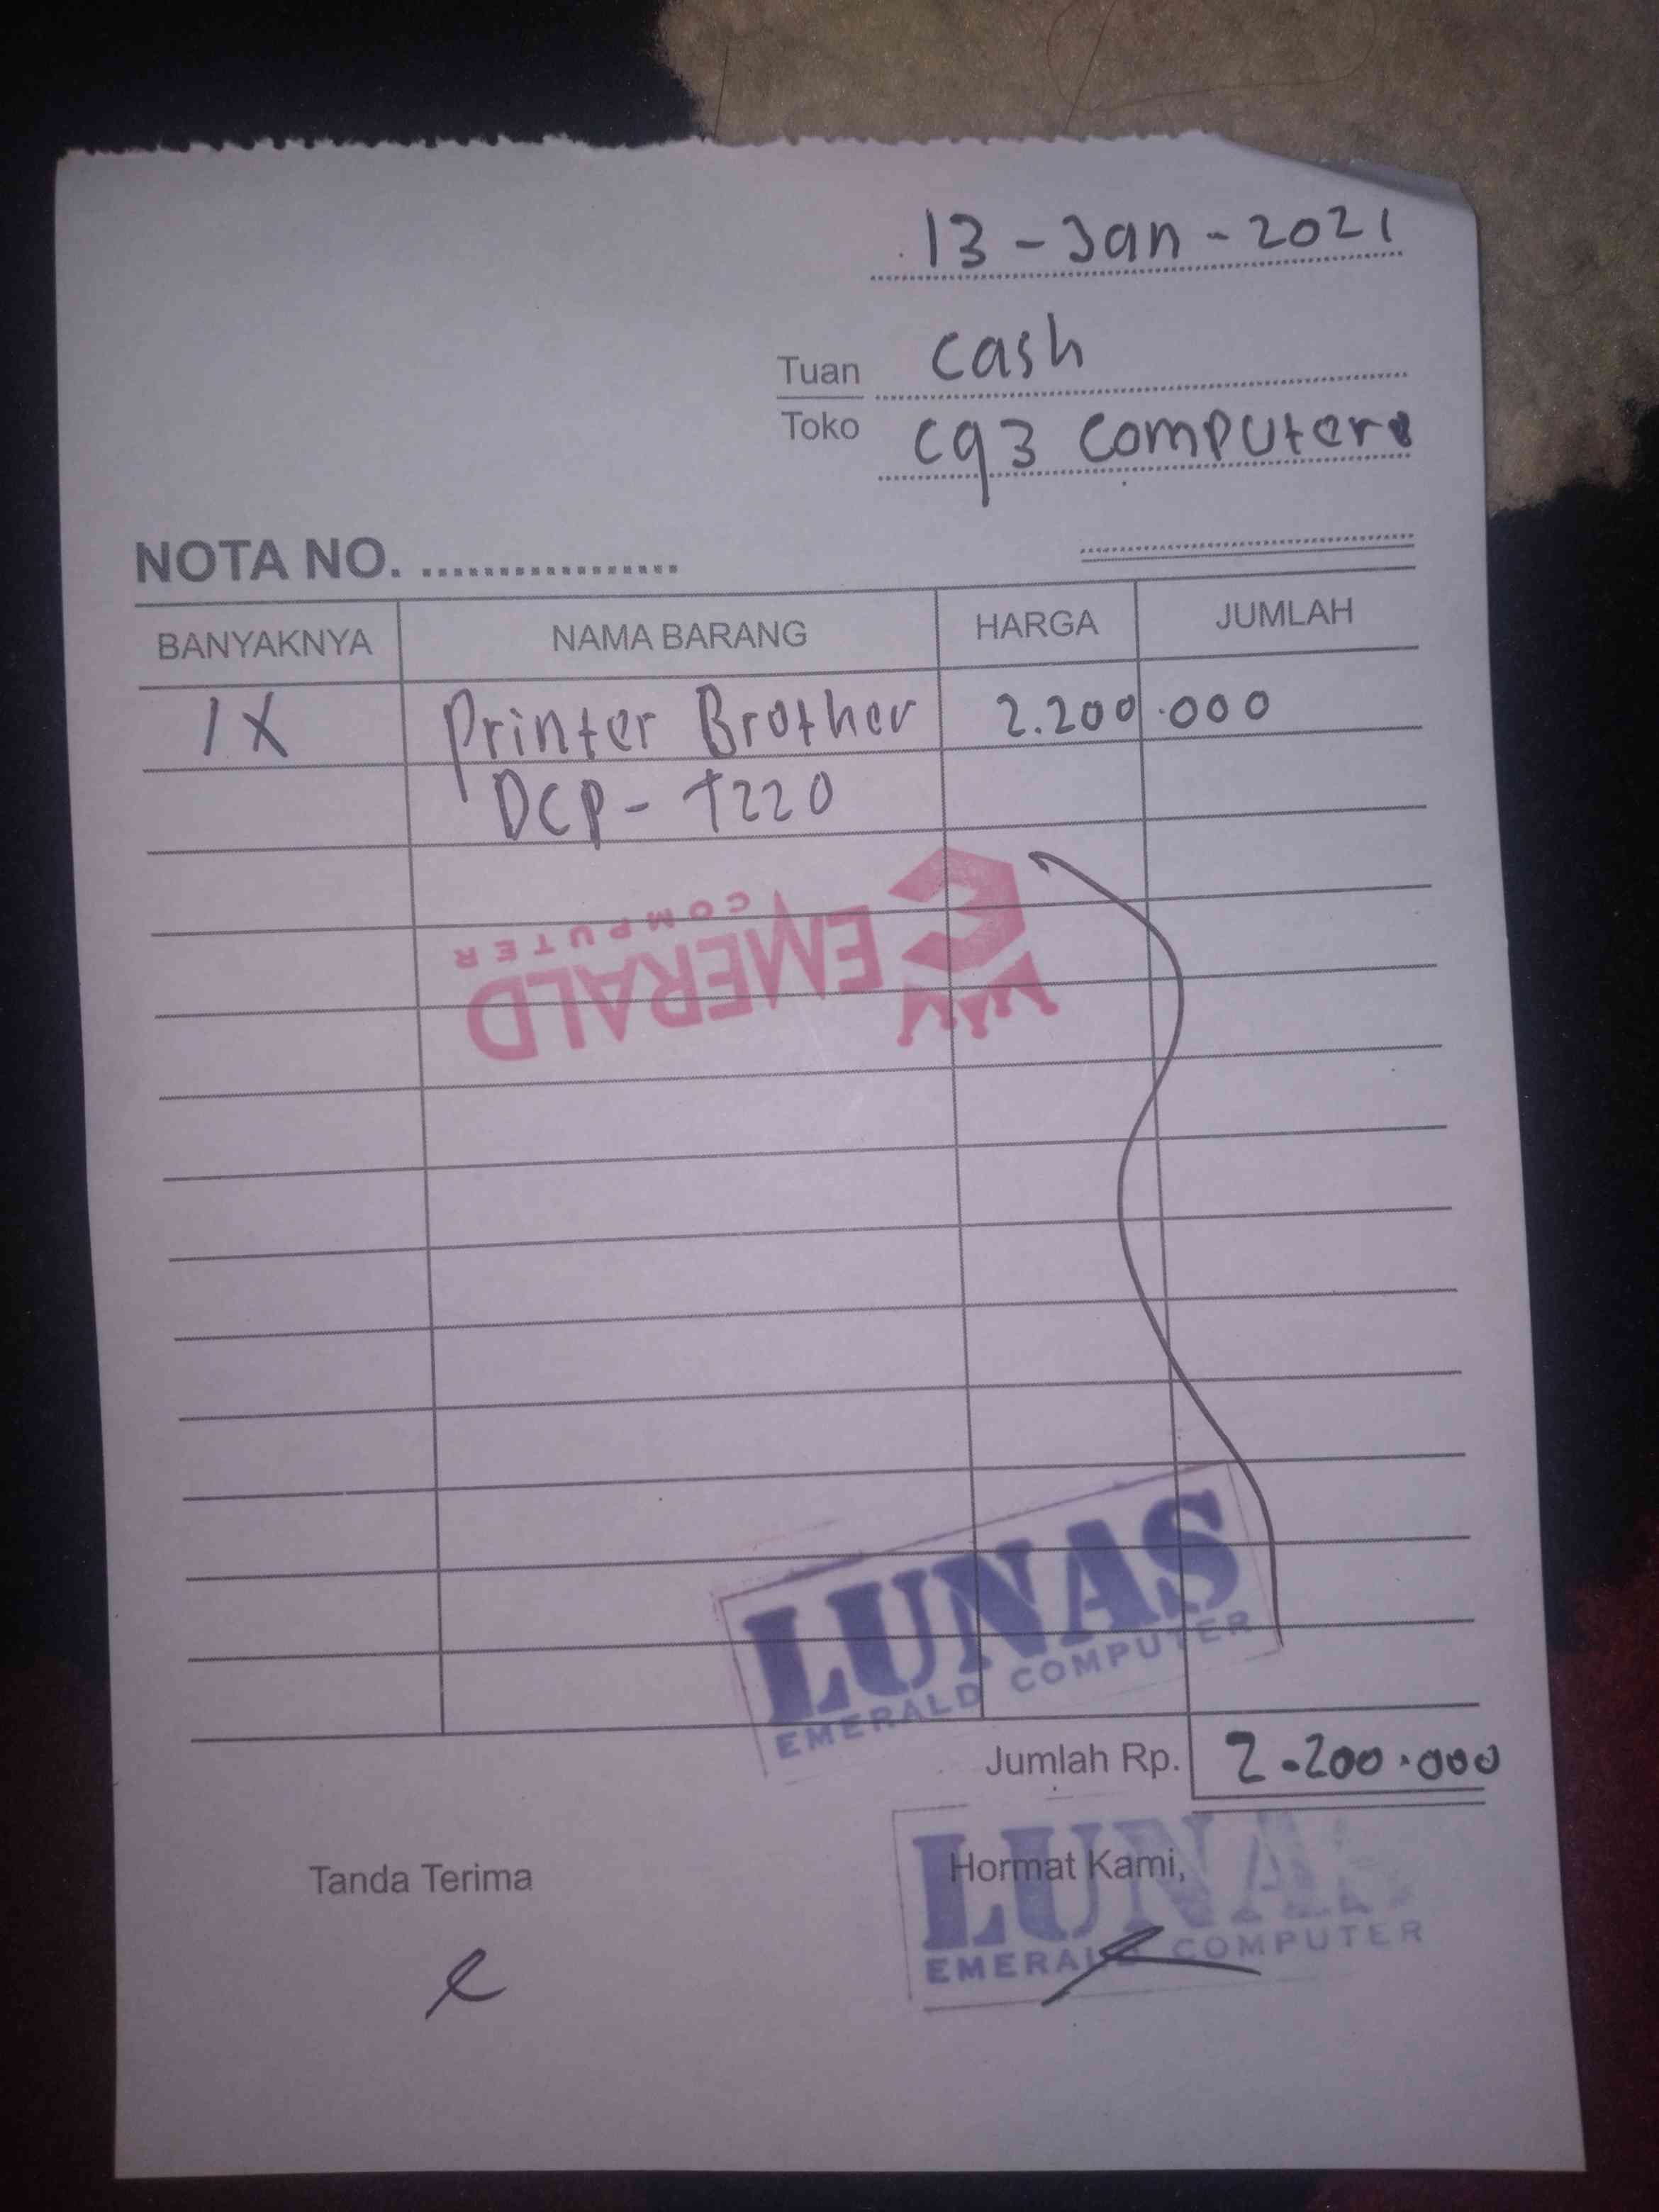 13-Jan-2021
Tuan cash
Toko cq3 computer
NOTA NO. ..................
BANYAKNYA NAMA BARANG HARGA JUMLAH
1X Printer Brother 2.200.000
DCP-T220
EMERALD
COMPUTER
LUNAS
EMERALD COMPUTER
Jumlah Rp. 2.200.000
Tanda Terima Hormat Kami,
LUNAS
EMERALD COMPUTER